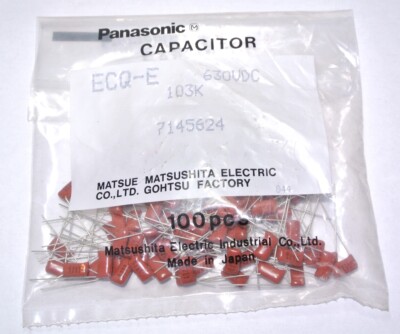 Panasonic Ⓜ
CAPACITOR
ECQ-E 630VDC
103K
7145624
MATSUE MATSUSHITA ELECTRIC
CO.,LTD. GOHTSU FACTORY
044
100pcs
Matsushita Electric Industrial Co.,Ltd.
Made in Japan